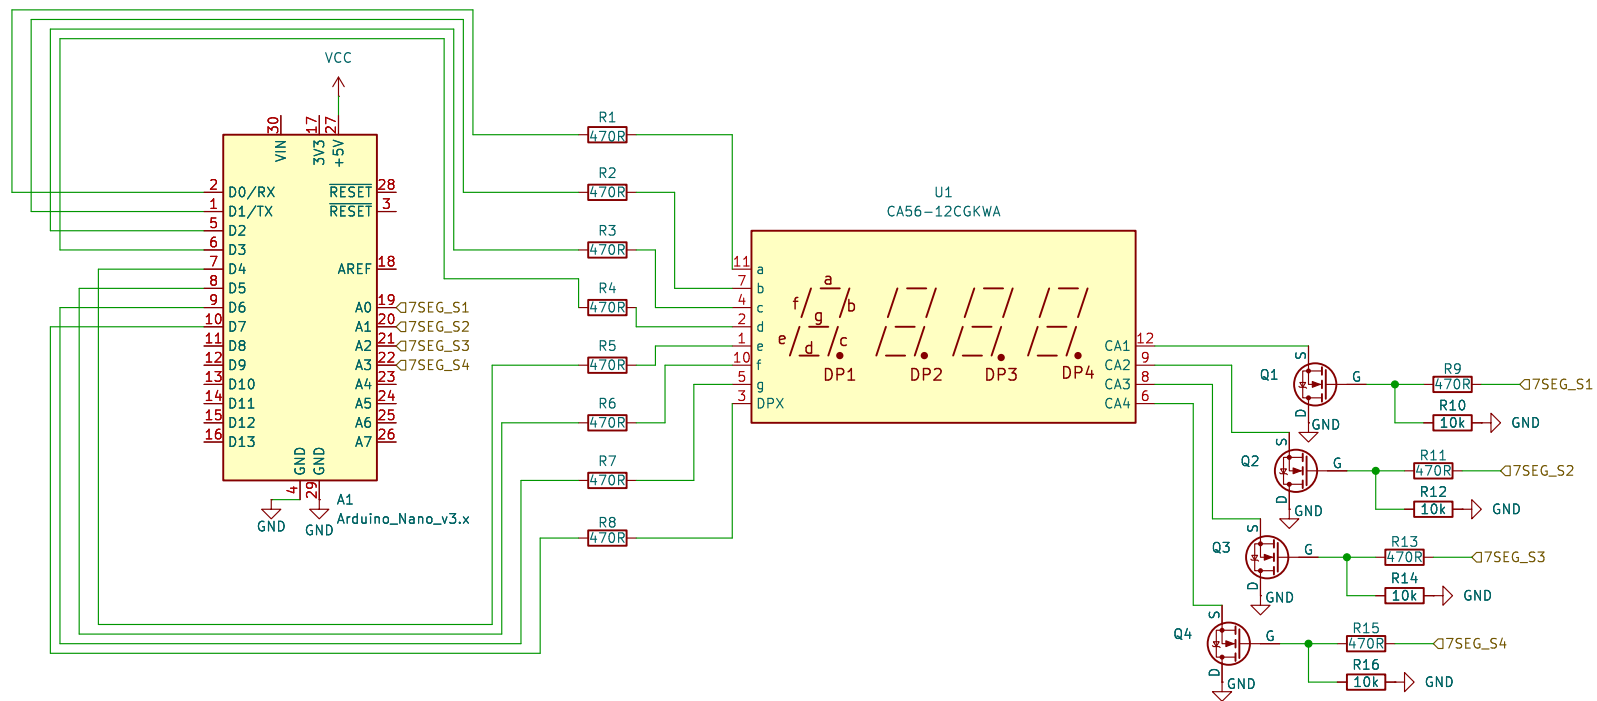 VCC
30
17
27
VIN
3V3
+5V
2 D0/RX
1 D1/TX
5 D2
6 D3
7 D4
8 D5
9 D6
10 D7
11 D8
12 D9
13 D10
14 D11
15 D12
16 D13
RESET 28
RESET 3
AREF 18
A0 19 7SEG_S1
A1 20 7SEG_S2
A2 21 7SEG_S3
A3 22 7SEG_S4
A4 23
A5 24
A6 25
A7 26
GND
GND
4
29
GND
GND
A1
Arduino_Nano_v3.x
R1
470R
R2
470R
R3
470R
R4
470R
R5
470R
R6
470R
R7
470R
R8
470R
U1
CA56-12CGKWA
11 a
7 b
4 c
2 d
1 e
10 f
5 g
3 DPX
a
f
b
g
e
d
c
DP1
DP2
DP3
DP4
CA1 12
CA2 9
CA3 8
CA4 6
Q1
S
G
D
GND
R9
470R
7SEG_S1
R10
10k
GND
Q2
S
G
D
GND
R11
470R
7SEG_S2
R12
10k
GND
Q3
S
G
D
GND
R13
470R
7SEG_S3
R14
10k
GND
Q4
S
G
D
GND
R15
470R
7SEG_S4
R16
10k
GND